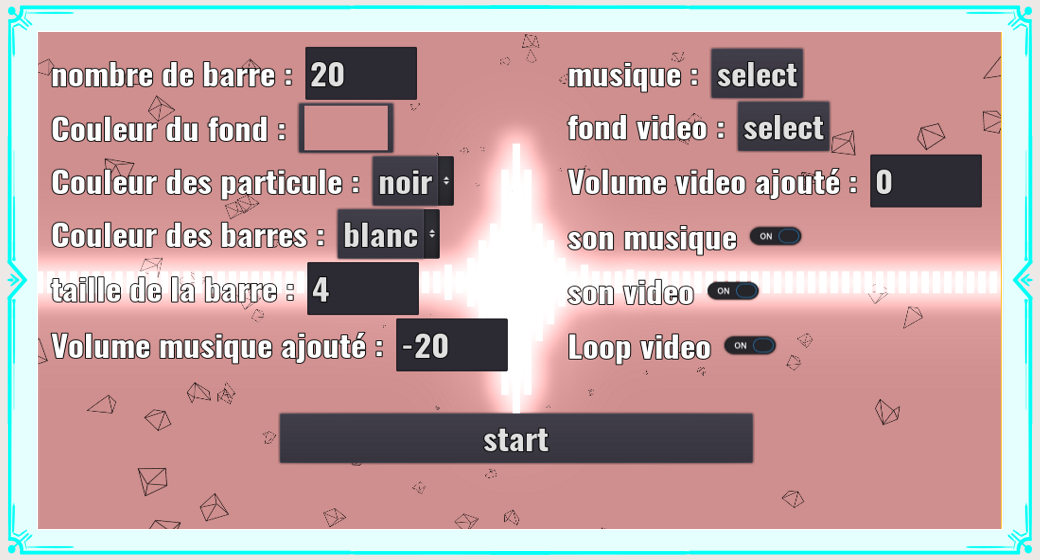 nombre de barre : 20
Couleur du fond :
Couleur des particule : noir
Couleur des barres : blanc
taille de la barre : 4
Volume musique ajouté : -20
musique : select
fond video : select
Volume video ajouté : 0
son musique ON
son video ON
Loop video ON
start